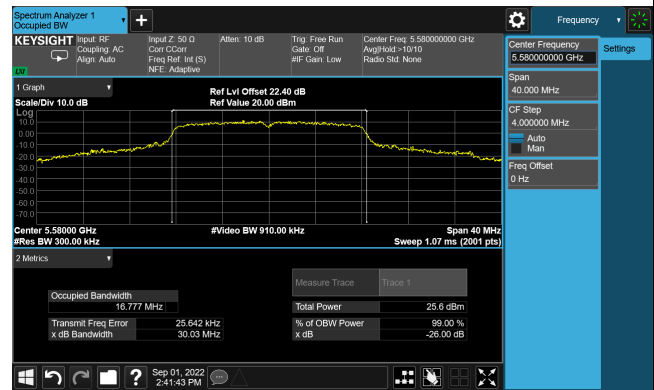 Spectrum Analyzer 1
Occupied BW
Frequency
KEYSIGHT
Input: RF
Coupling: AC
Align: Auto
Input Z: 50 Ω
Corr CCorr
Freq Ref: Int (S)
NFE: Adaptive
Atten: 10 dB
Trig: Free Run
Gate: Off
#IF Gain: Low
Center Freq: 5.580000000 GHz
Avg|Hold:>10/10
Radio Std: None
LXI
Center Frequency
5.580000000 GHz
Settings
Span
40.000 MHz
CF Step
4.000000 MHz
Auto
Man
Freq Offset
0 Hz
1 Graph
Scale/Div 10.0 dB
Ref Lvl Offset 22.40 dB
Ref Value 20.00 dBm
Log
10.0
0.00
-10.0
-20.0
-30.0
-40.0
-50.0
-60.0
-70.0
Center 5.58000 GHz
#Video BW 910.00 kHz
Span 40 MHz
#Res BW 300.00 kHz
Sweep 1.07 ms (2001 pts)
2 Metrics
Measure Trace
Trace 1
Occupied Bandwidth
16.777 MHz
Total Power
25.6 dBm
Transmit Freq Error
25.642 kHz
% of OBW Power
99.00 %
x dB Bandwidth
30.03 MHz
x dB
-26.00 dB
?
Sep 01, 2022
2:41:43 PM